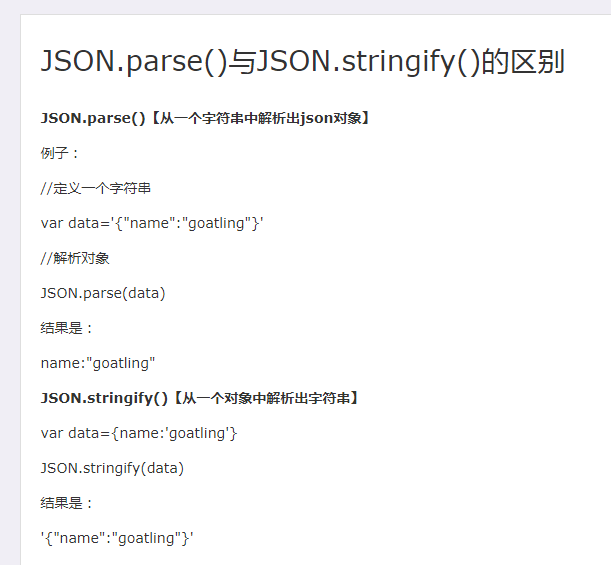 JSON.parse()与JSON.stringify()的区别
JSON.parse()【从一个字符串中解析出json对象】
例子：
//定义一个字符串
var data='{"name":"goatling"}'
//解析对象
JSON.parse(data)
结果是：
name:"goatling"
JSON.stringify()【从一个对象中解析出字符串】
var data={name:'goatling'}
JSON.stringify(data)
结果是：
'{"name":"goatling"}'